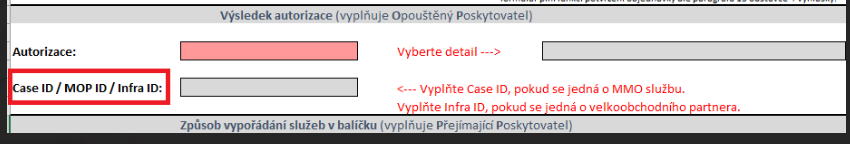 Výsledek autorizace (vyplňuje Opouštěný Poskytovatel)
Autorizace:
Vyberte detail --->
Case ID / MOP ID / Infra ID:
<--- Vyplňte Case ID, pokud se jedná o MMO službu.
Vyplňte Infra ID, pokud se jedná o velkoobchodního partnera.
Způsob vypořádání služeb v balíčku (vyplňuje Přejímající Poskytovatel)